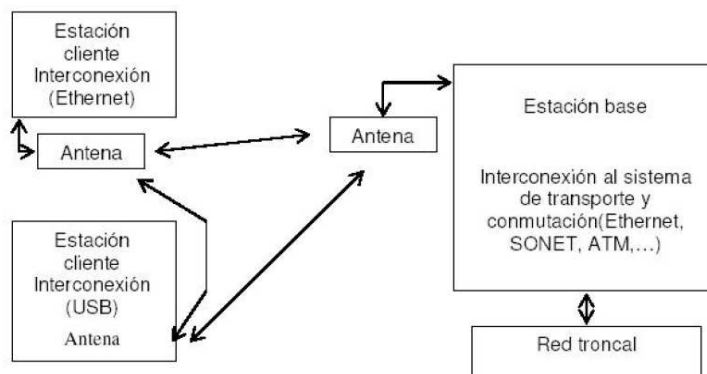 Estación
cliente
Interconexión
(Ethernet)
Antena
Estación
cliente
Interconexión
(USB)
Antena
Antena
Estación base
Interconexión al sistema
de transporte y
conmutación(Ethernet,
SONET, ATM,...)
Red troncal